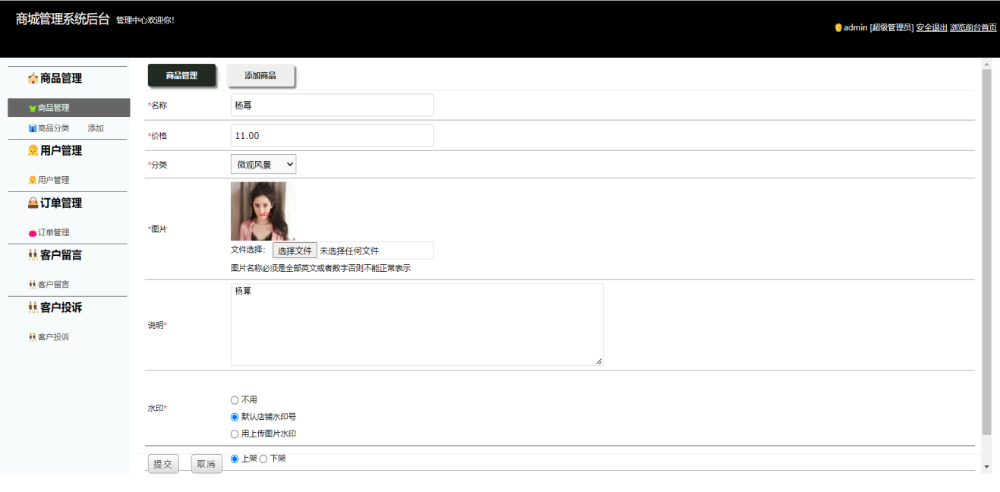 商城管理系统后台 管理中心欢迎你!
admin [超级管理员] 安全退出 浏览前台首页
商品管理
商品管理
商品分类 添加
用户管理
用户管理
订单管理
订单管理
客户留言
客户留言
客户投诉
客户投诉
商品管理 添加商品
*名称 杨幂
*价格 11.00
*分类 微观风景
*图片
文件选择: 选择文件 未选择任何文件
图片名称必须是全部英文或者数字否则不能正常表示
说明* 杨幂
水印*
不用
默认店铺水印号
用上传图片水印
提交 取消 上架 下架